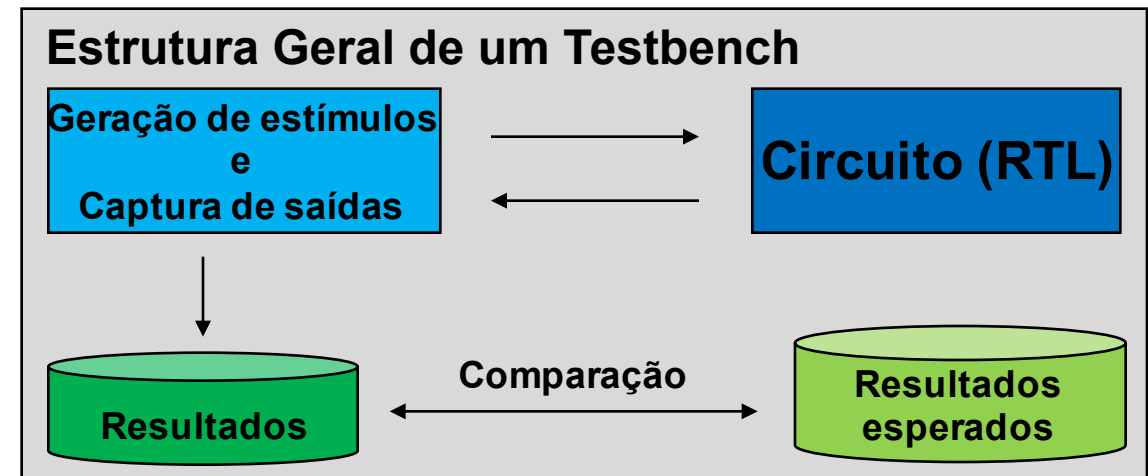 Estrutura Geral de um Testbench
Geração de estímulos
e
Captura de saídas
Circuito (RTL)
Comparação
Resultados
Resultados
esperados